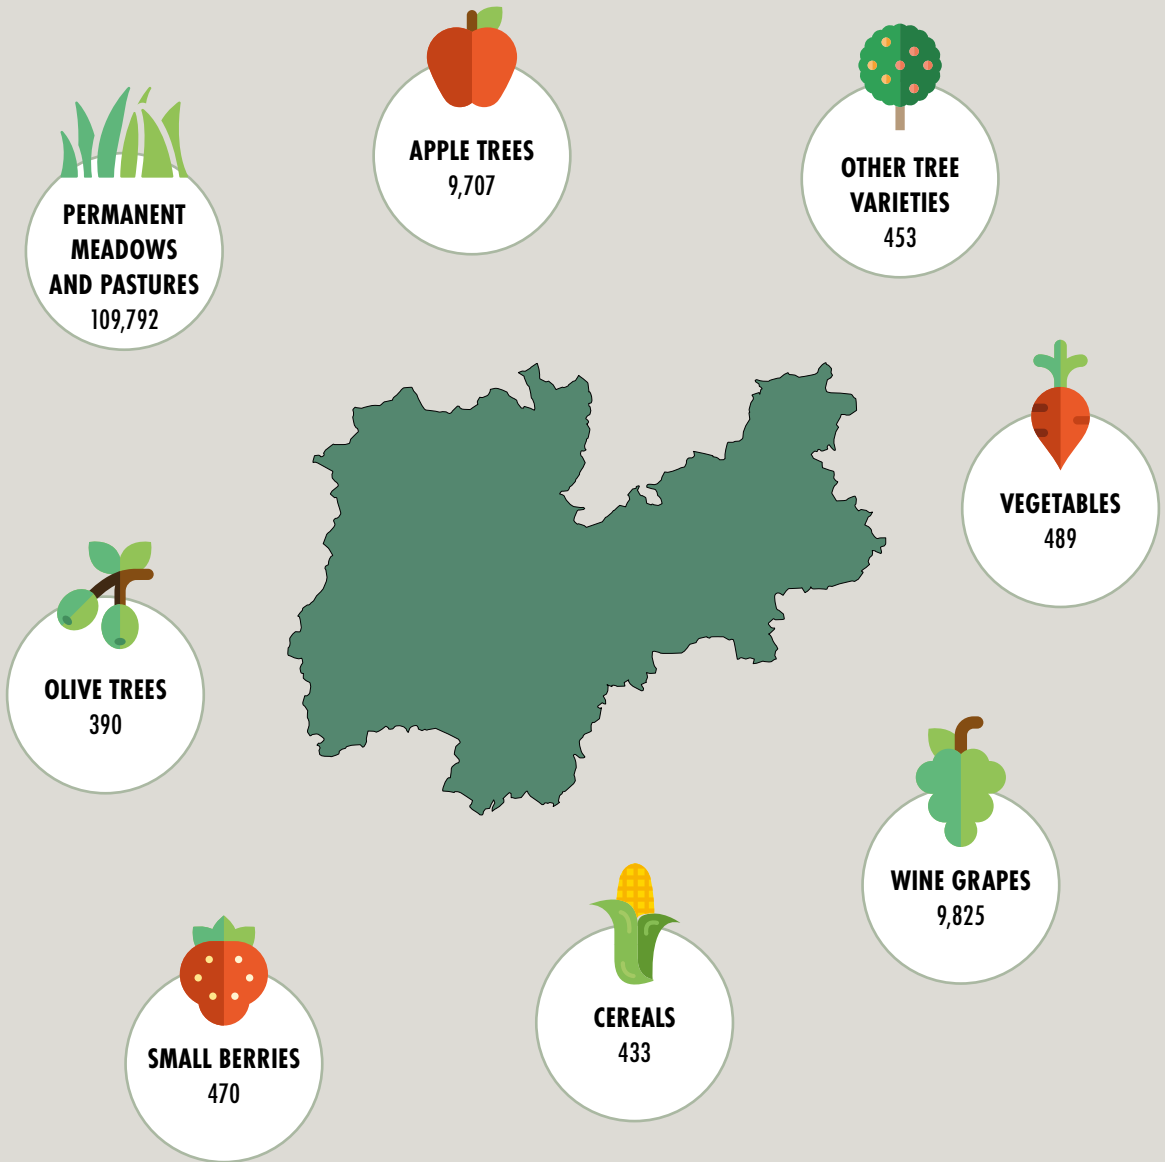 APPLE TREES
9,707
OTHER TREE
VARIETIES
453
PERMANENT
MEADOWS
AND PASTURES
109,792
VEGETABLES
489
OLIVE TREES
390
WINE GRAPES
9,825
CEREALS
433
SMALL BERRIES
470